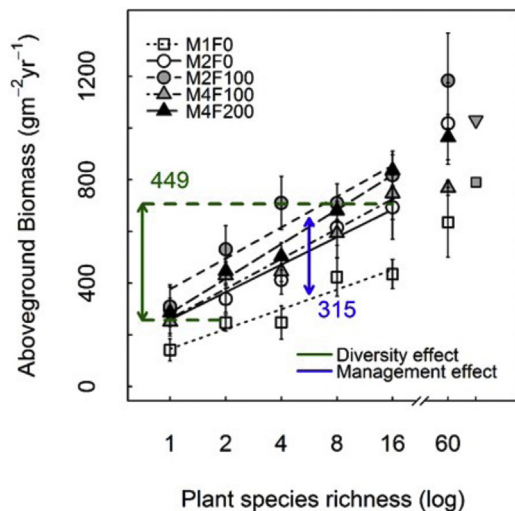 M1F0
M2F0
M2F100
M4F100
M4F200
449
315
Diversity effect
Management effect
0
400
800
1200
Aboveground Biomass (gm⁻²yr⁻¹)
1 2 4 8 16 60
Plant species richness (log)